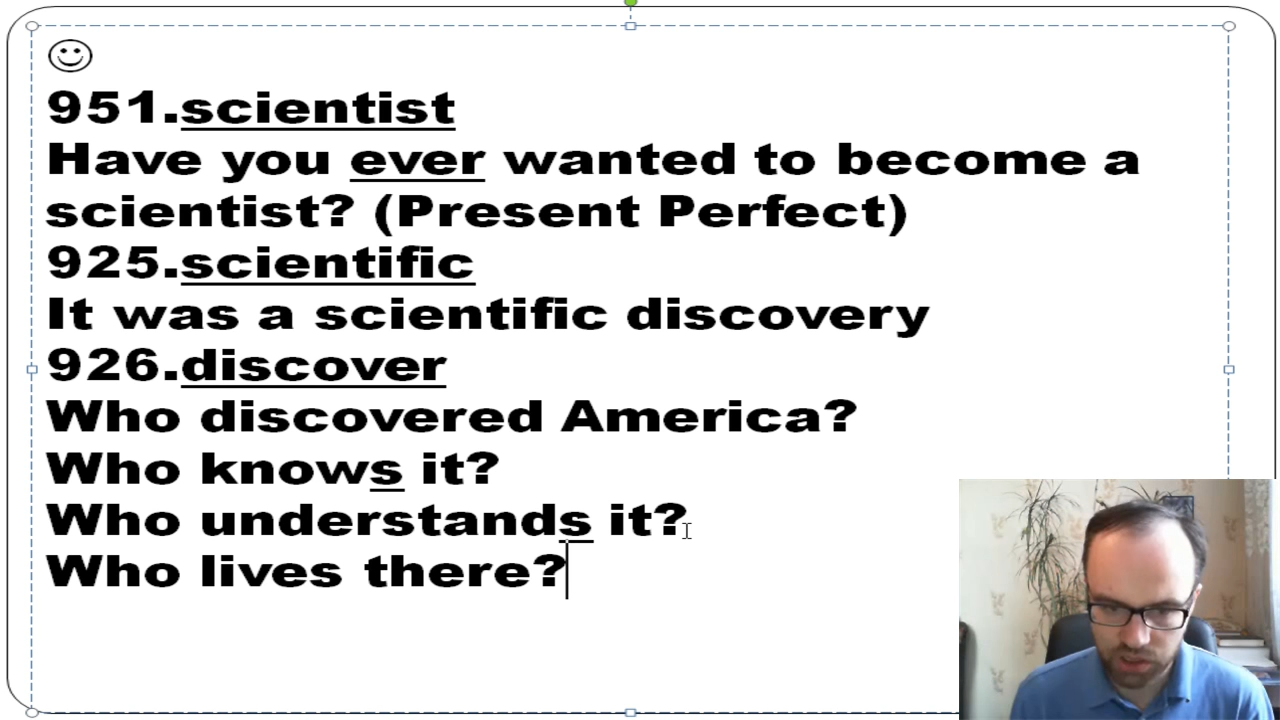 951.scientist
Have you ever wanted to become a
scientist? (Present Perfect)
925.scientific
It was a scientific discovery
926.discover
Who discovered America?
Who knows it?
Who understands it?
Who lives there?